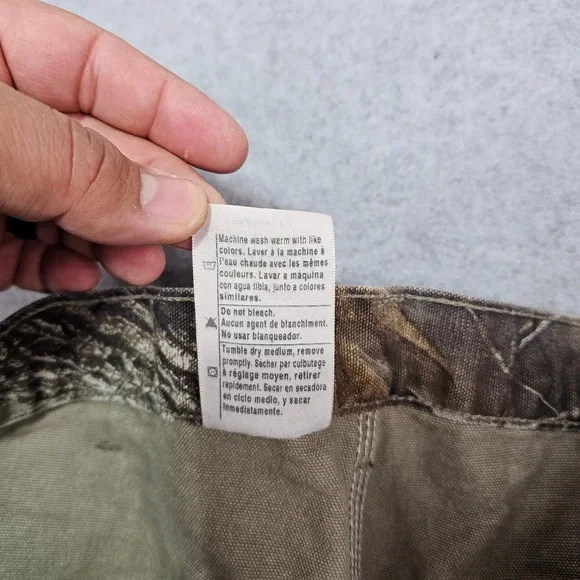 Machine wash warm with like
colors. Laver à la machine à
l'eau chaude avec les mêmes
couleurs. Lavar a máquina
con agua tibia, junto a colores
similares.
Do not bleach.
Aucun agent de blanchiment.
No usar blanqueador.
Tumble dry medium, remove
promptly. Sécher par culbutage
à réglage moyen, retirer
rapidement. Secar en secadora
en ciclo medio, y sacar
immediatamente.